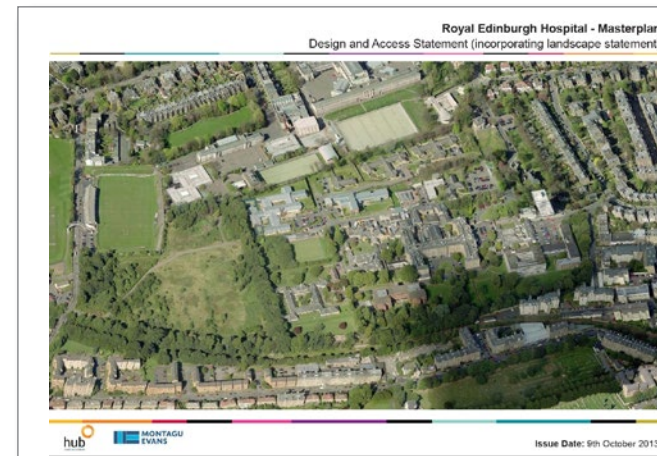 Royal Edinburgh Hospital - Masterplan
Design and Access Statement (incorporating landscape statement
hub
MONTAGU
EVANS
Issue Date: 9th October 2013